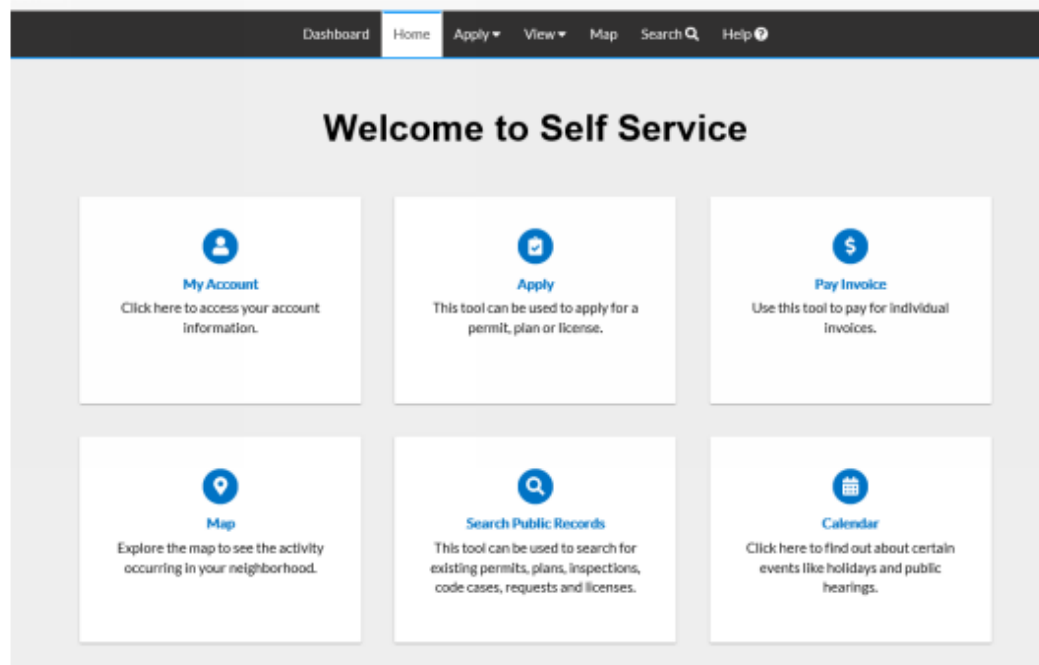 Dashboard Home Apply View Map Search Help
Welcome to Self Service
My Account
Click here to access your account
information.
Apply
This tool can be used to apply for a
permit, plan or license.
Pay Invoice
Use this tool to pay for individual
invoices.
Map
Explore the map to see the activity
occurring in your neighborhood.
Search Public Records
This tool can be used to search for
existing permits, plans, inspections,
code cases, requests and licenses.
Calendar
Click here to find out about certain
events like holidays and public
hearings.